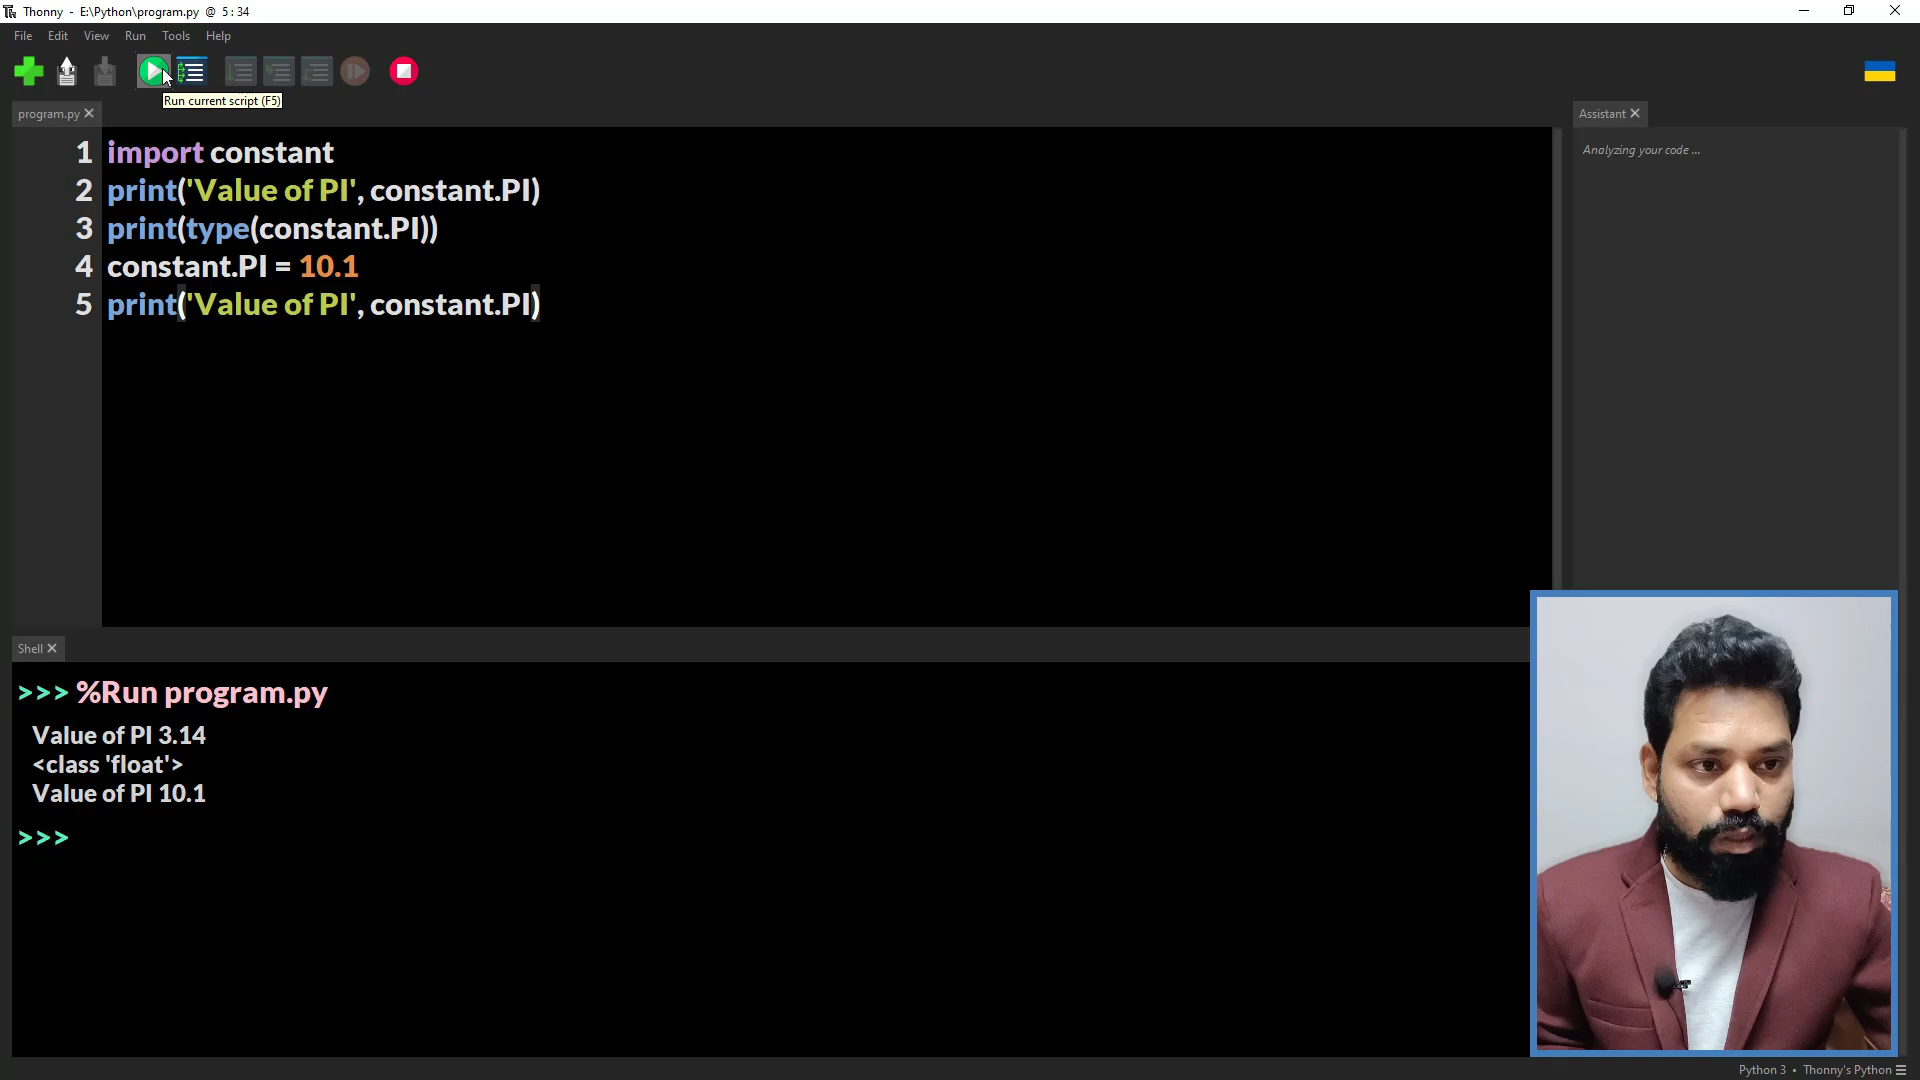 Thonny - E:\Python\program.py @ 5:34
File Edit View Run Tools Help
Run current script (F5)
program.py
Assistant
Analyzing your code ...
1 import constant
2 print('Value of PI', constant.PI)
3 print(type(constant.PI))
4 constant.PI = 10.1
5 print('Value of PI', constant.PI)
Shell
>>> %Run program.py
Value of PI 3.14
<class 'float'>
Value of PI 10.1
>>>
Python 3 • Thonny's Python